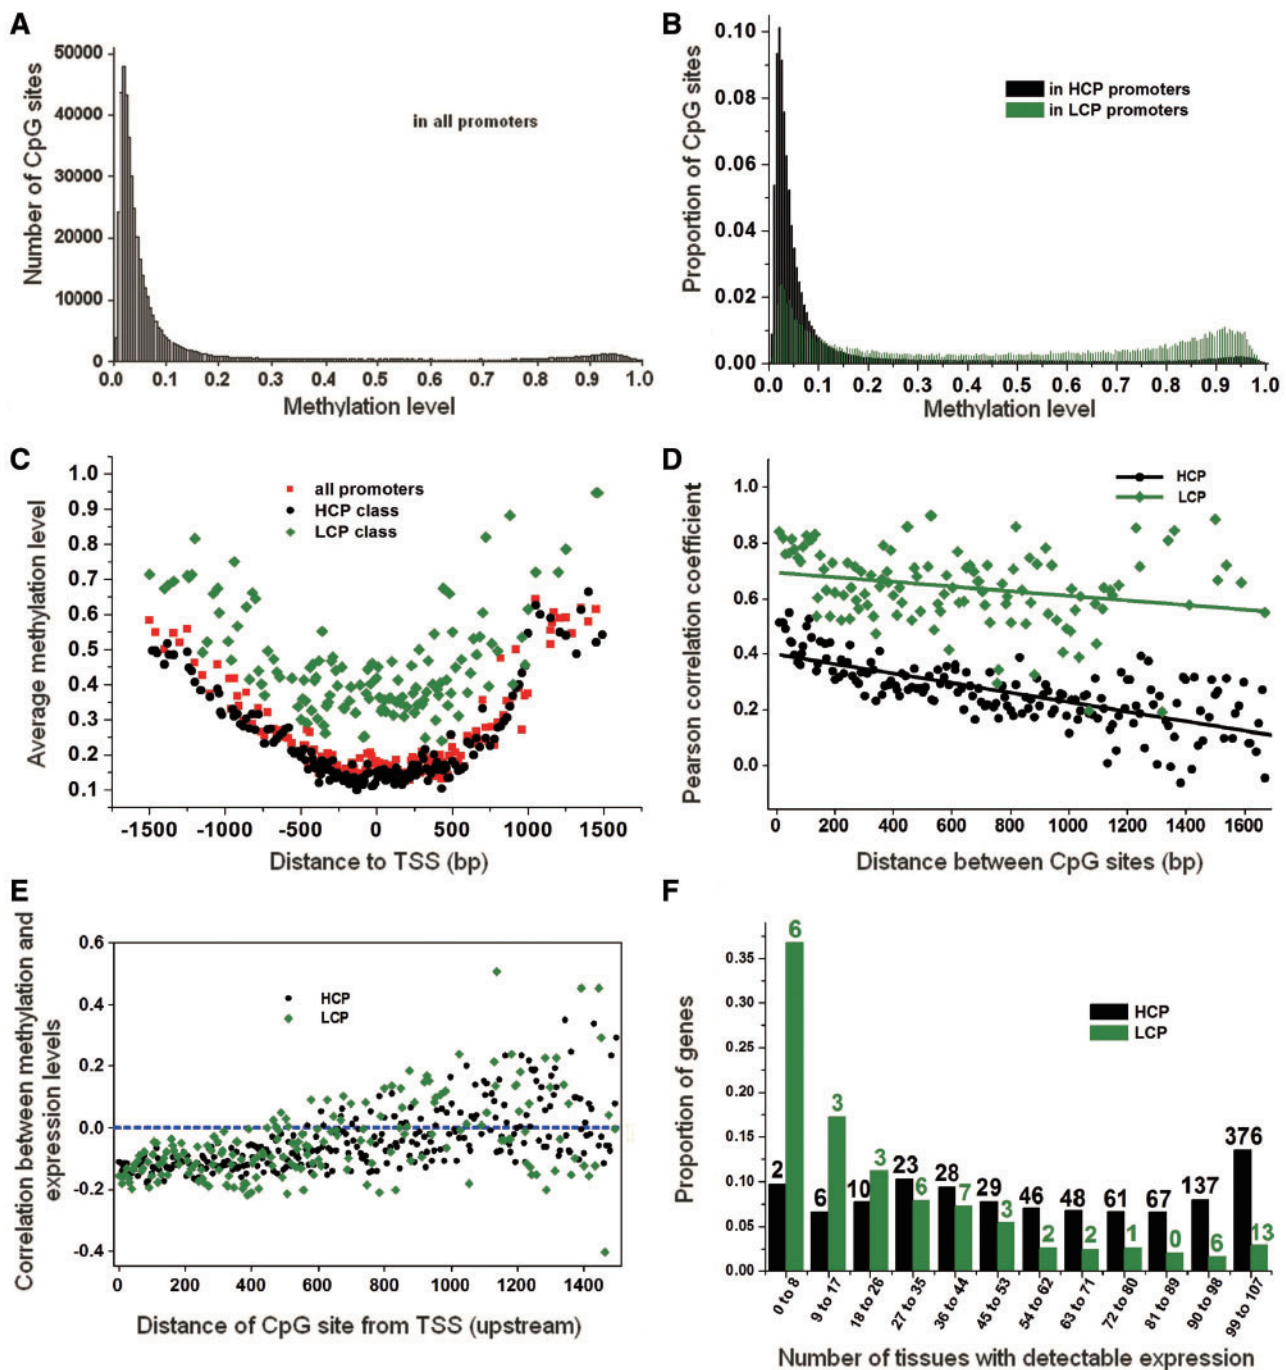 A
50000
40000
30000
20000
10000
0
Number of CpG sites
in all promoters
0.0 0.1 0.2 0.3 0.4 0.5 0.6 0.7 0.8 0.9 1.0
Methylation level
B
0.10
0.08
0.06
0.04
0.02
0.00
Proportion of CpG sites
in HCP promoters
in LCP promoters
0.0 0.1 0.2 0.3 0.4 0.5 0.6 0.7 0.8 0.9 1.0
Methylation level
C
1.0
0.9
0.8
0.7
0.6
0.5
0.4
0.3
0.2
0.1
Average methylation level
all promoters
HCP class
LCP class
-1500 -1000 -500 0 500 1000 1500
Distance to TSS (bp)
D
1.0
0.8
0.6
0.4
0.2
0.0
Pearson correlation coefficient
HCP
LCP
0 200 400 600 800 1000 1200 1400 1600
Distance between CpG sites (bp)
E
0.6
0.4
0.2
0.0
-0.2
-0.4
Correlation between methylation and
expression levels
HCP
LCP
0 200 400 600 800 1000 1200 1400
Distance of CpG site from TSS (upstream)
F
0.35
0.30
0.25
0.20
0.15
0.10
0.05
0.00
Proportion of genes
HCP
LCP
2 6 10 23 28 29 46 48 61 67 137 376
6 3 3 6 7 3 2 2 1 0 6 13
0 to 8
9 to 17
18 to 26
27 to 35
36 to 44
45 to 53
54 to 62
63 to 71
72 to 80
81 to 89
90 to 98
99 to 107
Number of tissues with detectable expression